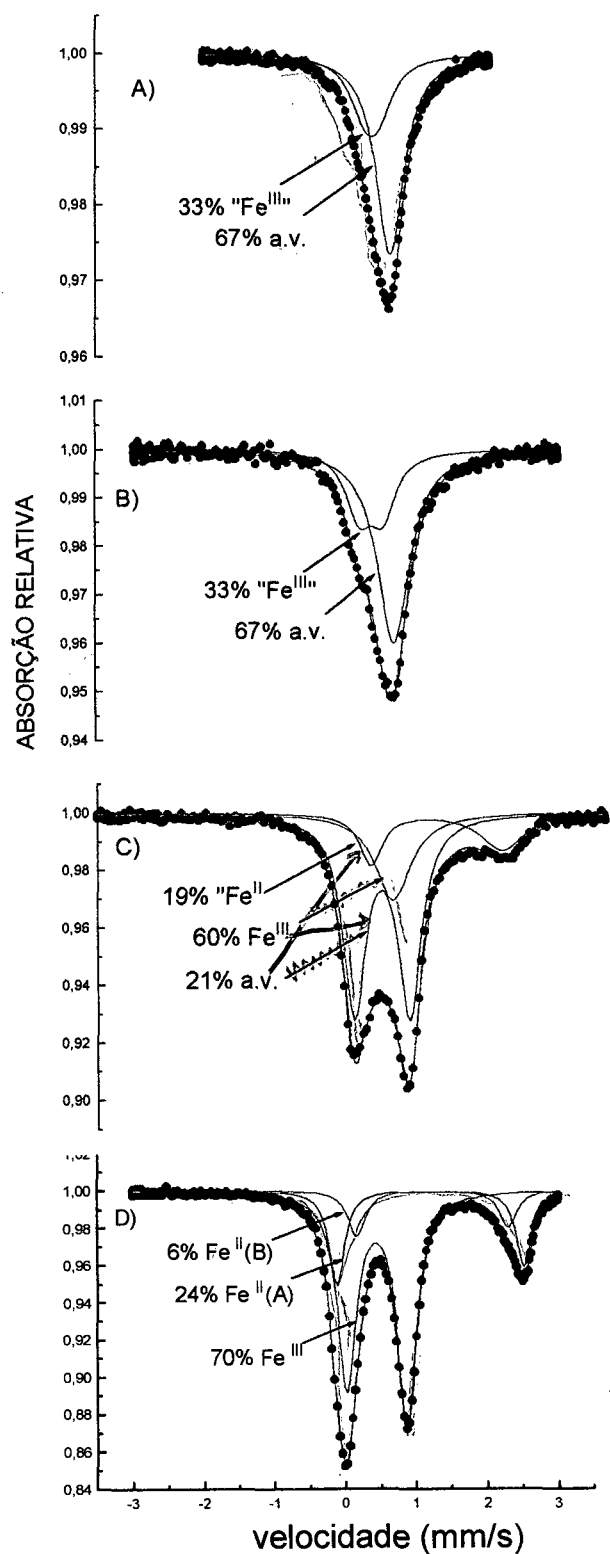 1,00
A)
0,99
33% "Fe^III"
0,98
67% a.v.
0,97
0,96
1,01
1,00
B)
0,99
0,98
33% "Fe^III"
0,97
67% a.v.
0,96
0,95
0,94
ABSORÇÃO RELATIVA
1,00
C)
0,98
19% "Fe^II
0,96
60% Fe^III
21% a.v.
0,94
0,92
0,90
1,02
1,00
D)
0,98
6% Fe^II (B)
0,96
24% Fe^II (A)
0,94
0,92
70% Fe^III
0,90
0,88
0,86
0,84
-3 -2 -1 0 1 2 3
velocidade (mm/s)